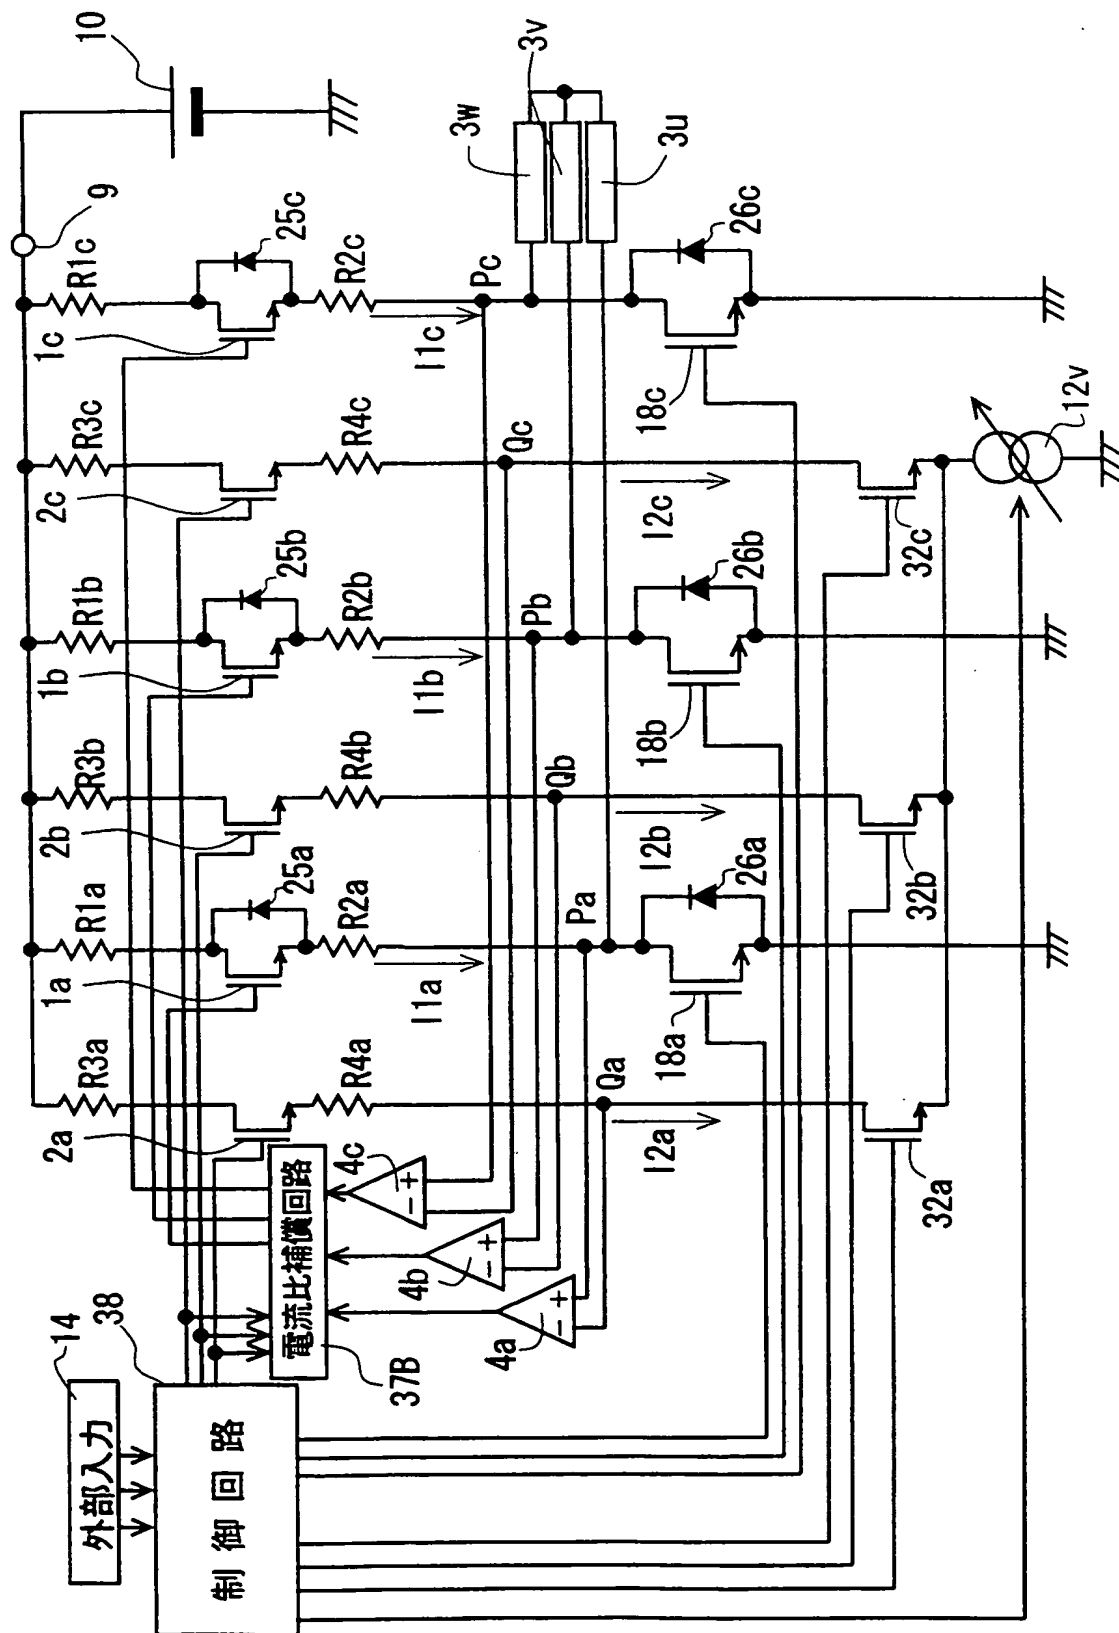 10
9
R1c
25c
1c
R2c
I1c
Pc
3w
3v
3u
26c
18c
R3c
2c
R4c
Qc
I2c
32c
12v
R1b
25b
1b
R2b
I1b
Pb
26b
18b
R3b
2b
R4b
Qb
I2b
32b
R1a
25a
1a
R2a
I1a
Pa
26a
18a
R3a
2a
R4a
Qa
I2a
32a
4c
- +
4b
- +
4a
- +
電流比補償回路
37B
38
14
外部入力
制御回路